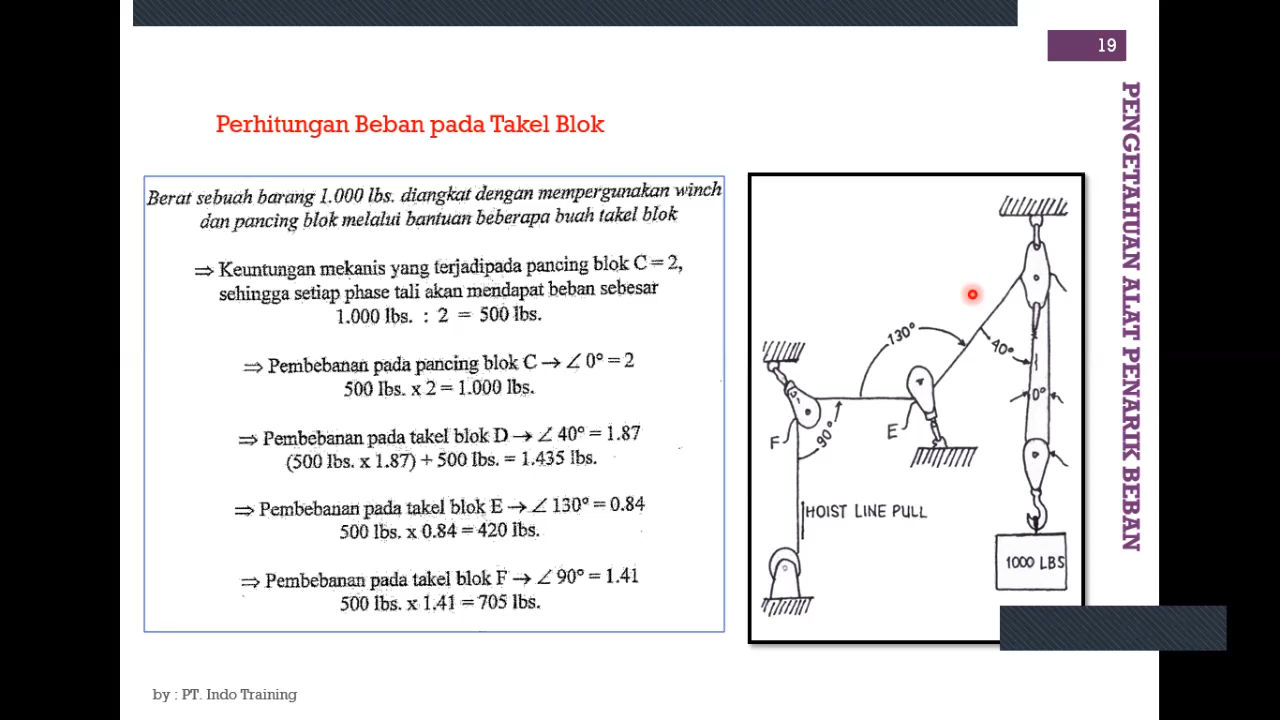 19
PENGETAHUAN ALAT PENARIK BEBAN
Perhitungan Beban pada Takel Blok
Berat sebuah barang 1.000 lbs. diangkat dengan mempergunakan winch
dan pancing blok melalui bantuan beberapa buah takel blok
⇒ Keuntungan mekanis yang terjadipada pancing blok C = 2,
sehingga setiap phase tali akan mendapat beban sebesar
1.000 lbs. : 2 = 500 lbs.
⇒ Pembebanan pada pancing blok C → ∠ 0° = 2
500 lbs. x 2 = 1.000 lbs.
⇒ Pembebanan pada takel blok D → ∠ 40° = 1.87
(500 lbs. x 1.87) + 500 lbs. = 1.435 lbs.
⇒ Pembebanan pada takel blok E → ∠ 130° = 0.84
500 lbs. x 0.84 = 420 lbs.
⇒ Pembebanan pada takel blok F → ∠ 90° = 1.41
500 lbs. x 1.41 = 705 lbs.
130°
40°
0°
F
90°
E
HOIST LINE PULL
1000 LBS
by : PT. Indo Training